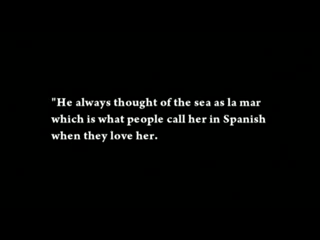 "He always thought of the sea as la mar
which is what people call her in Spanish
when they love her.